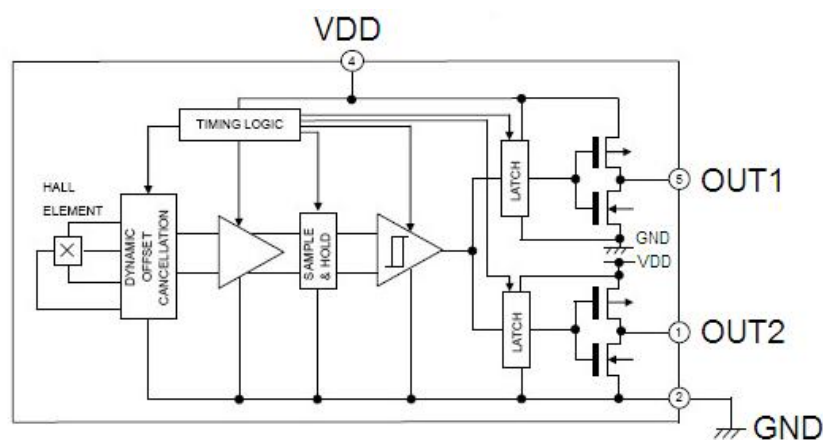 VDD
4
TIMING LOGIC
HALL
ELEMENT
DYNAMIC
OFFSET
CANCELLATION
SAMPLE
& HOLD
LATCH
5
OUT1
GND
VDD
LATCH
1
OUT2
2
GND